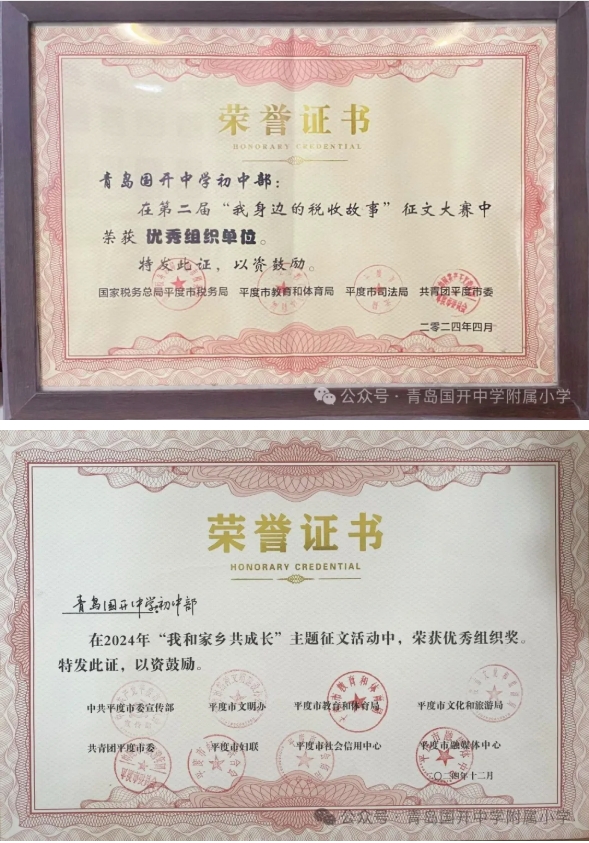 荣誉证书
HONORARY CREDENTIAL
青岛国开中学初中部：
在第二届“我身边的税收故事”征文大赛中
荣获 优秀组织单位。
特发此证，以资鼓励。
国家税务总局平度市税务局 平度市教育和体育局 平度市司法局 共青团平度市委
二零二四年四月
公众号·青岛国开中学附属小学
荣誉证书
HONORARY CREDENTIAL
青岛国开中学初中部
在2024年“我和家乡共成长”主题征文活动中，荣获优秀组织奖。
特发此证，以资鼓励。
中共平度市委宣传部 平度市文明办 平度市教育和体育局 平度市文化和旅游局
共青团平度市委 平度市妇联 平度市社会信用中心 平度市融媒体中心
二〇二四年十二月
公众号·青岛国开中学附属小学